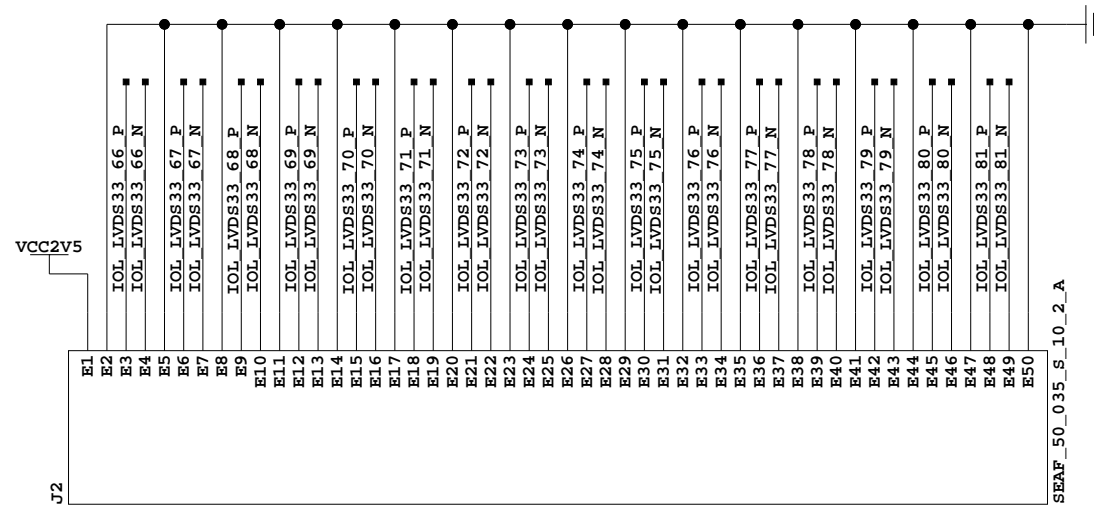 IOL_LVDS33_66_P
IOL_LVDS33_66_N
IOL_LVDS33_67_P
IOL_LVDS33_67_N
IOL_LVDS33_68_P
IOL_LVDS33_68_N
IOL_LVDS33_69_P
IOL_LVDS33_69_N
IOL_LVDS33_70_P
IOL_LVDS33_70_N
IOL_LVDS33_71_P
IOL_LVDS33_71_N
IOL_LVDS33_72_P
IOL_LVDS33_72_N
IOL_LVDS33_73_P
IOL_LVDS33_73_N
IOL_LVDS33_74_P
IOL_LVDS33_74_N
IOL_LVDS33_75_P
IOL_LVDS33_75_N
IOL_LVDS33_76_P
IOL_LVDS33_76_N
IOL_LVDS33_77_P
IOL_LVDS33_77_N
IOL_LVDS33_78_P
IOL_LVDS33_78_N
IOL_LVDS33_79_P
IOL_LVDS33_79_N
IOL_LVDS33_80_P
IOL_LVDS33_80_N
IOL_LVDS33_81_P
IOL_LVDS33_81_N
VCC2V5
E1
E2
E3
E4
E5
E6
E7
E8
E9
E10
E11
E12
E13
E14
E15
E16
E17
E18
E19
E20
E21
E22
E23
E24
E25
E26
E27
E28
E29
E30
E31
E32
E33
E34
E35
E36
E37
E38
E39
E40
E41
E42
E43
E44
E45
E46
E47
E48
E49
E50
J2
SEAF_50_035_S_10_2_A